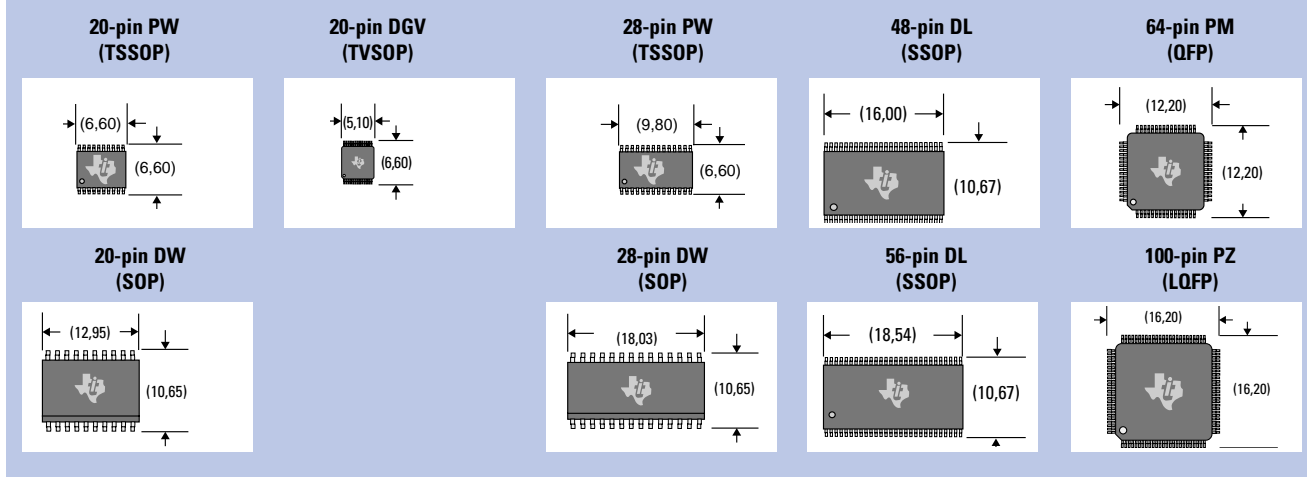 20-pin PW
(TSSOP)
20-pin DGV
(TVSOP)
28-pin PW
(TSSOP)
48-pin DL
(SSOP)
64-pin PM
(QFP)
(6,60)
(6,60)
(5,10)
(6,60)
(9,80)
(6,60)
(16,00)
(10,67)
(12,20)
(12,20)
20-pin DW
(SOP)
28-pin DW
(SOP)
56-pin DL
(SSOP)
100-pin PZ
(LQFP)
(12,95)
(10,65)
(18,03)
(10,65)
(18,54)
(10,67)
(16,20)
(16,20)